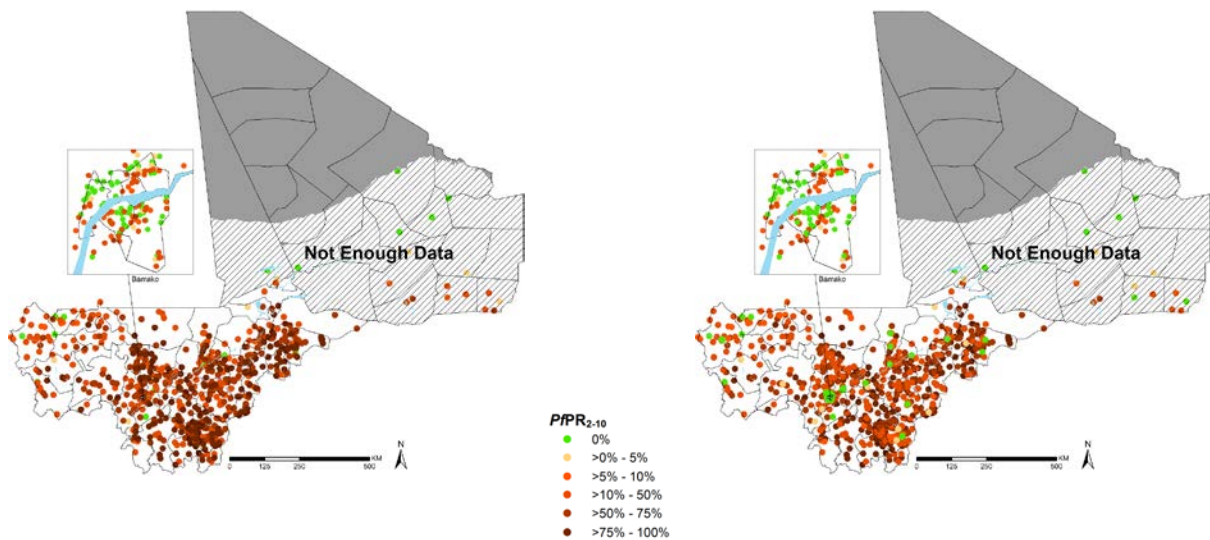 Bamako
Not Enough Data
0 125 250 500
KM
N
PfPR2-10
0%
>0% - 5%
>5% - 10%
>10% - 50%
>50% - 75%
>75% - 100%
Bamako
Not Enough Data
0 125 250 500
KM
N